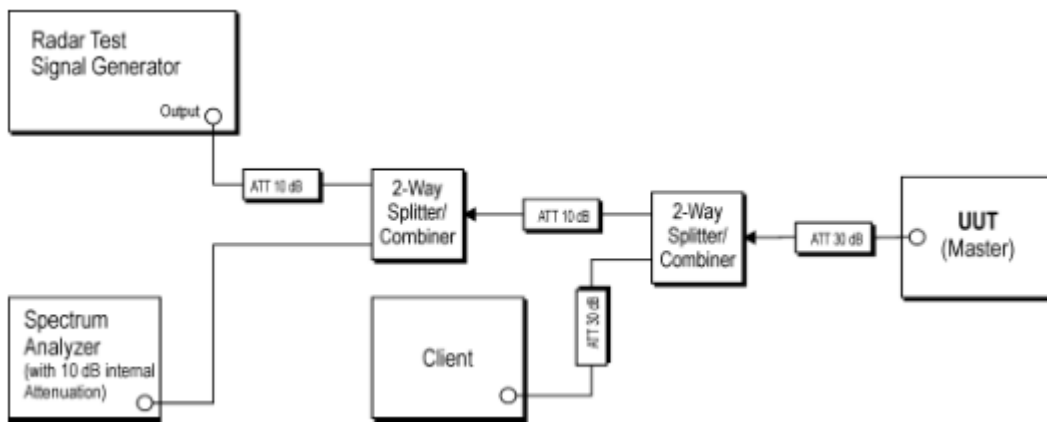 Radar Test
Signal Generator
Output
ATT 10 dB
2-Way
Splitter/
Combiner
ATT 10 dB
2-Way
Splitter/
Combiner
ATT 30 dB
UUT
(Master)
Spectrum
Analyzer
(with 10 dB internal
Attenuation)
Client
ATT 30 dB